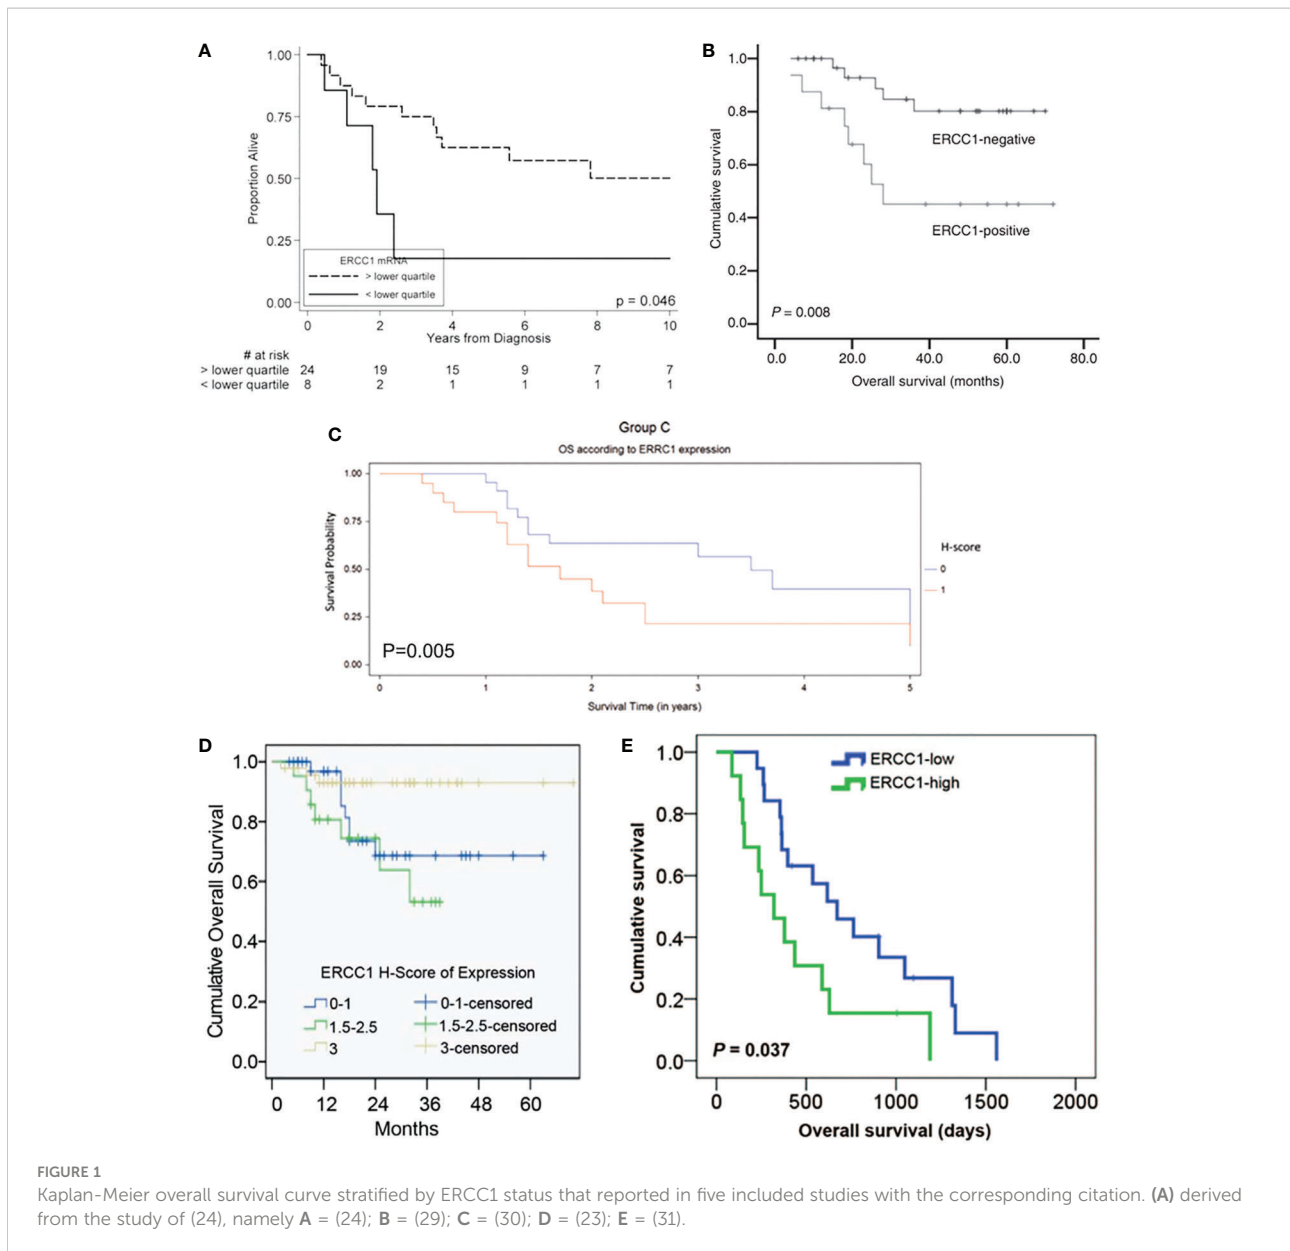 A
1.00
0.75
0.50
0.25
0.00
Proportion Alive
ERCC1 mRNA
> lower quartile
< lower quartile
p = 0.046
0 2 4 6 8 10
Years from Diagnosis
# at risk
> lower quartile 24 19 15 9 7 7
< lower quartile 8 2 1 1 1 1
B
1.0
0.8
0.6
0.4
0.2
0.0
Cumulative survival
ERCC1-negative
ERCC1-positive
P = 0.008
0.0 20.0 40.0 60.0 80.0
Overall survival (months)
C
Group C
OS according to ERRC1 expression
1.00
0.75
0.50
0.25
0.00
Survival Probability
H-score
0
1
P=0.005
0 1 2 3 4 5
Survival Time (in years)
D
1.0
0.8
0.6
0.4
0.2
0.0
Cumulative Overall Survival
ERCC1 H-Score of Expression
0-1 0-1-censored
1.5-2.5 1.5-2.5-censored
3 3-censored
0 12 24 36 48 60
Months
E
1.0
0.8
0.6
0.4
0.2
0.0
Cumulative survival
ERCC1-low
ERCC1-high
P = 0.037
0 500 1000 1500 2000
Overall survival (days)
FIGURE 1
Kaplan-Meier overall survival curve stratified by ERCC1 status that reported in five included studies with the corresponding citation. (A) derived
from the study of (24), namely A = (24); B = (29); C = (30); D = (23); E = (31).